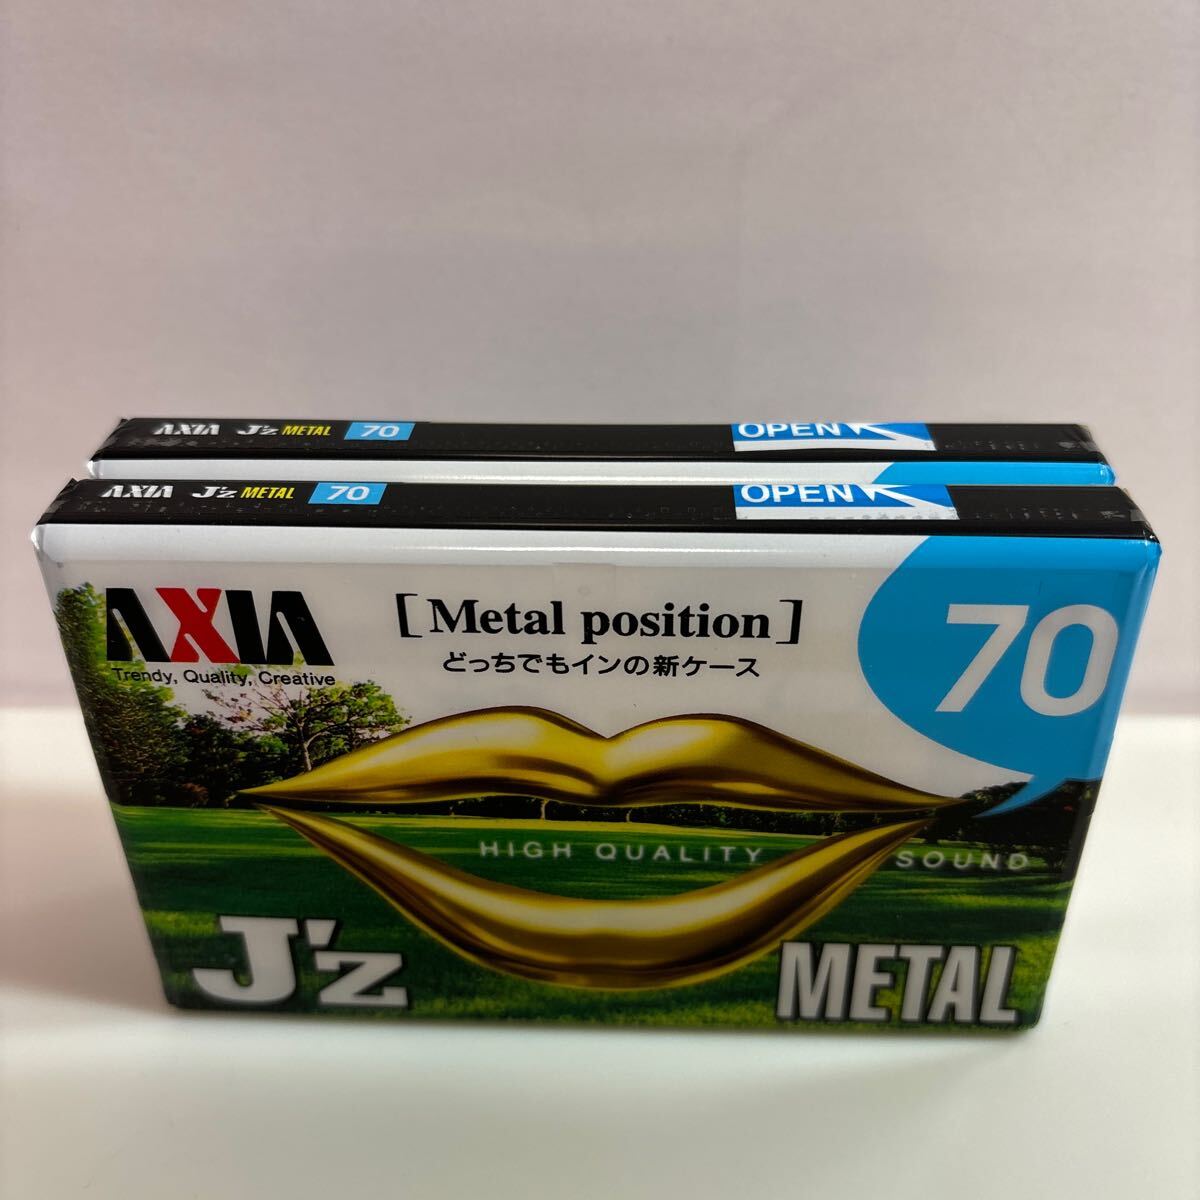 AXIA J'z METAL 70 OPEN
AXIA J'z METAL 70 OPEN
AXIA
Trendy, Quality, Creative
[Metal position]
どっちでもインの新ケース
70
HIGH QUALITY SOUND
J'z
METAL